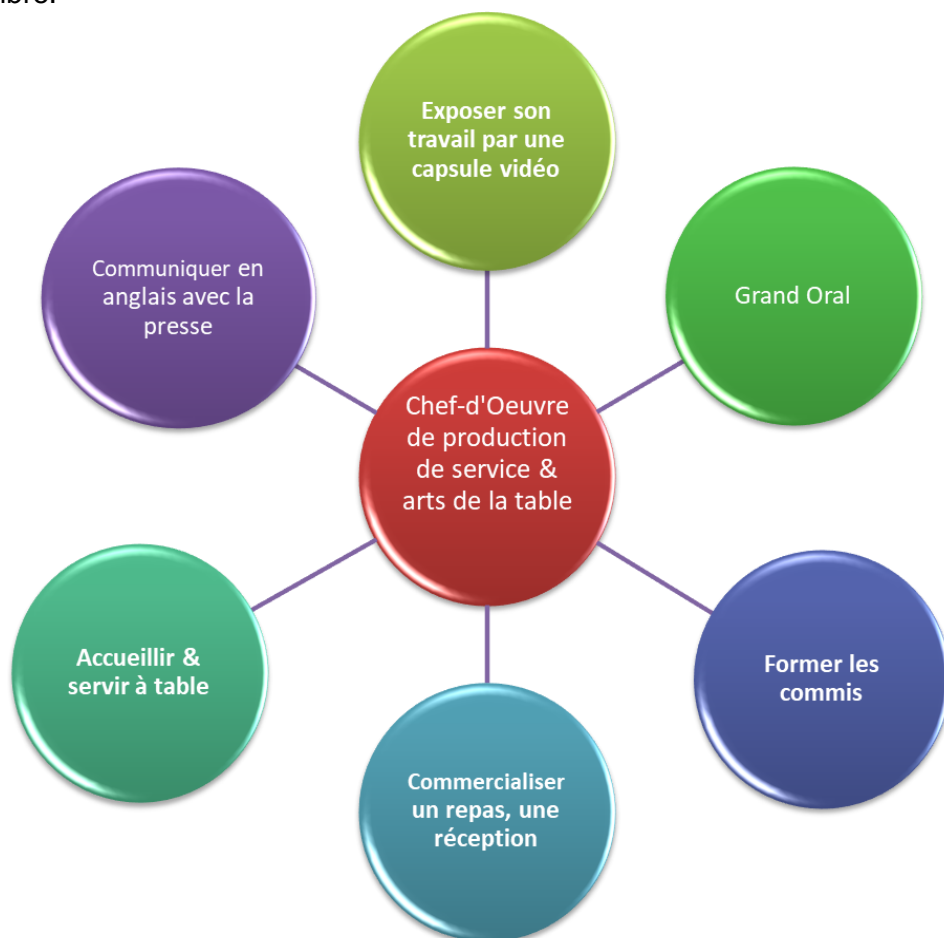 Exposer son
travail par une
capsule vidéo
Communiquer en
anglais avec la
presse
Grand Oral
Chef-d'Oeuvre
de production
de service &
arts de la table
Accueillir &
servir à table
Former les
commis
Commercialiser
un repas, une
réception